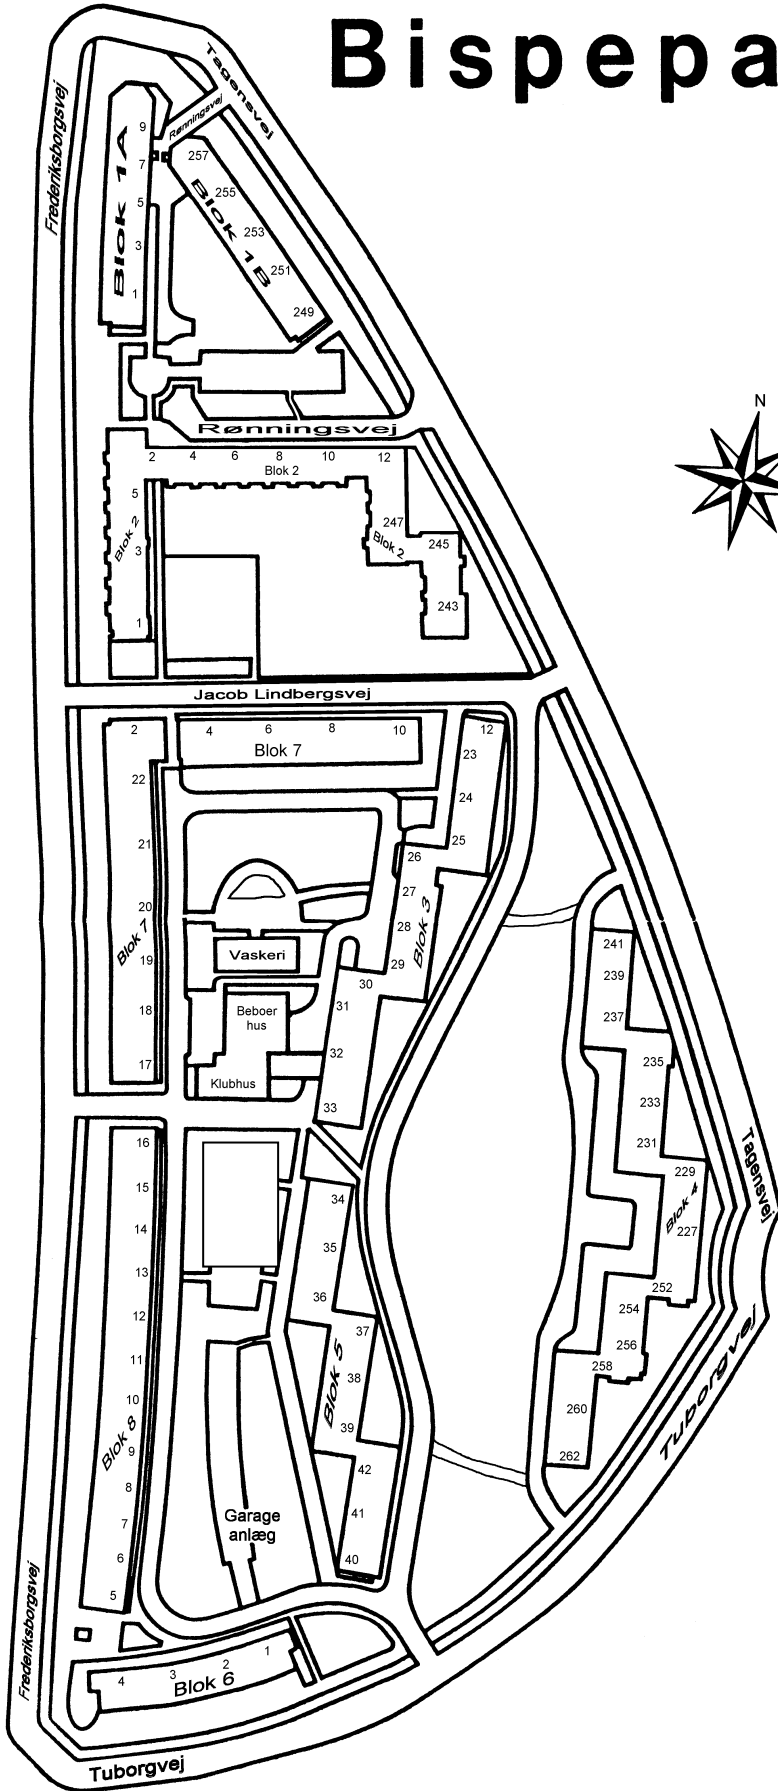 Bispepa
Tagensvej
Frederiksborgsvej
Rønningsvej
9
7
5
3
1
Blok 1A
257
255
253
251
249
Blok 1B
N
Rønningsvej
2 4 6 8 10 12
Blok 2
5
3
1
Blok 2
247
Blok 2
245
243
Jacob Lindbergsvej
2 4 6 8 10
Blok 7
12
23
24
25
22
21
20
19
18
17
Blok 7
26
27
28
29
30
31
32
33
Blok 3
Vaskeri
Beboer
hus
Klubhus
241
239
237
235
233
231
229
227
252
254
256
258
260
262
Blok 4
Tagensvej
Tuborgvej
16
15
14
13
12
11
10
9
8
7
6
5
Blok 8
34
35
36
37
38
39
42
41
40
Blok 5
Garage
anlæg
Frederiksborgsvej
4 3 2 1
Blok 6
Tuborgvej